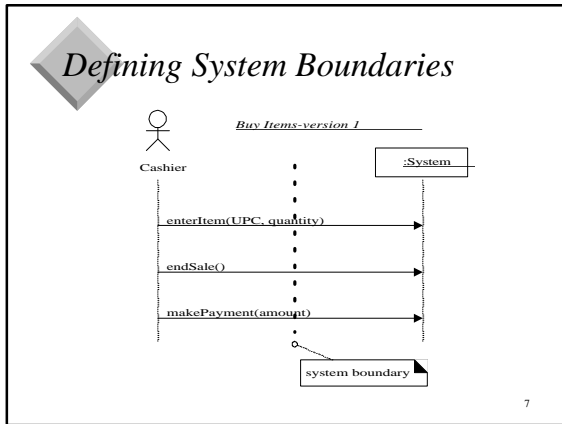 Defining System Boundaries
Buy Items-version 1
Cashier
:System
enterItem(UPC, quantity)
endSale()
makePayment(amount)
system boundary
7